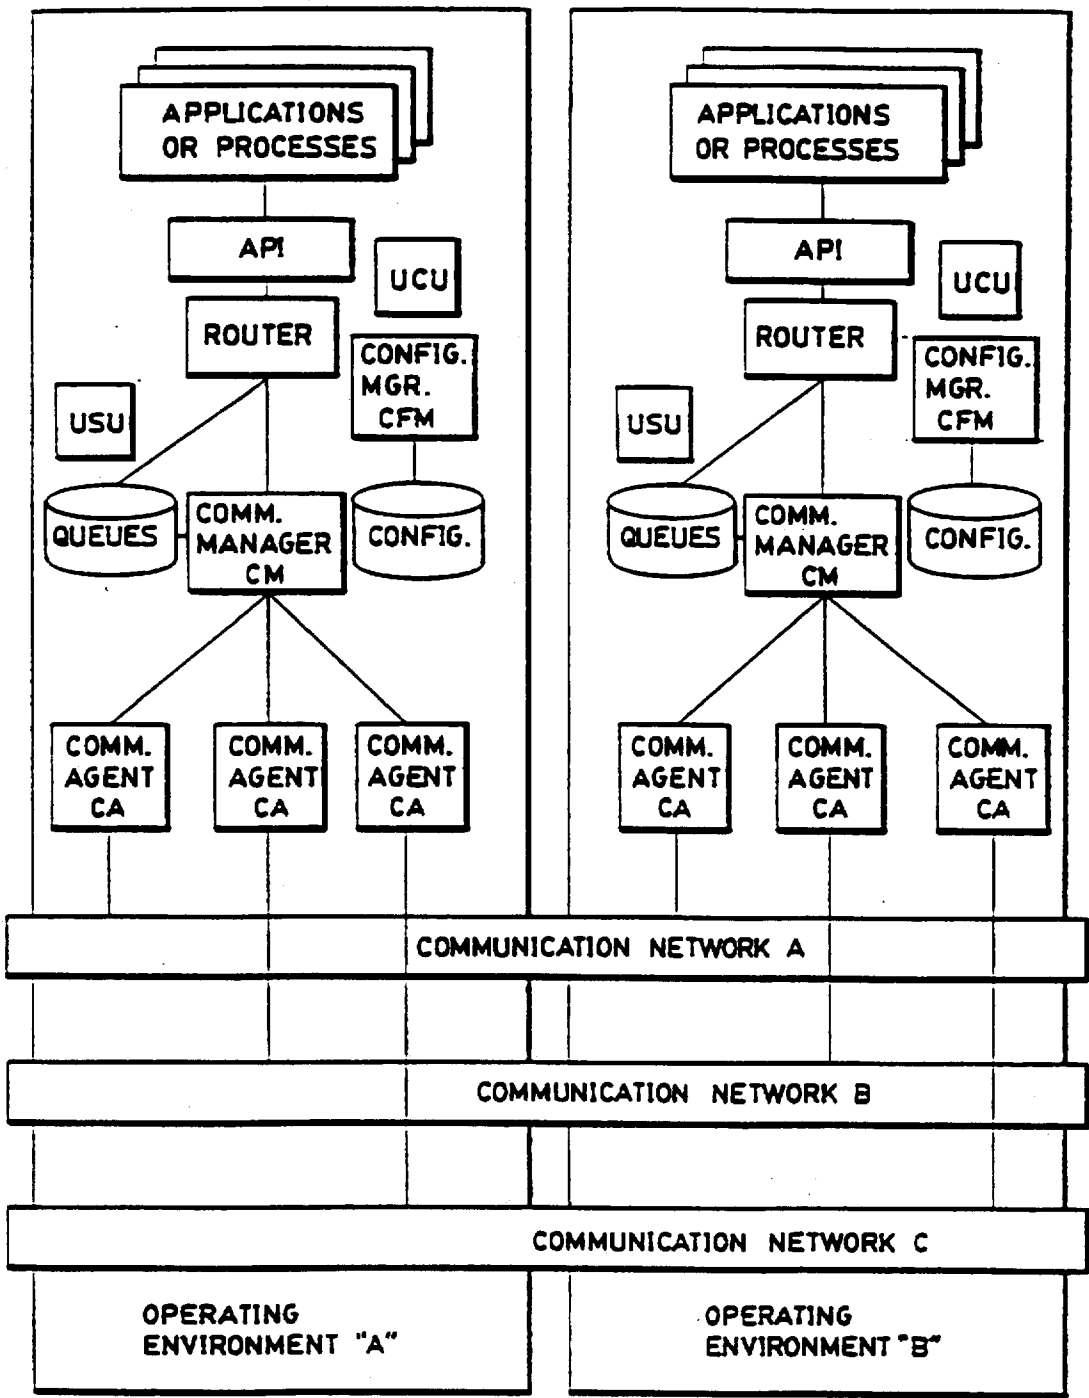 APPLICATIONS
OR PROCESSES
API
UCU
ROUTER
CONFIG.
MGR.
CFM
USU
QUEUES
COMM.
MANAGER
CM
CONFIG.
COMM.
AGENT
CA
COMM.
AGENT
CA
COMM.
AGENT
CA
APPLICATIONS
OR PROCESSES
API
UCU
ROUTER
CONFIG.
MGR.
CFM
USU
QUEUES
COMM.
MANAGER
CM
CONFIG.
COMM.
AGENT
CA
COMM.
AGENT
CA
COMM.
AGENT
CA
COMMUNICATION NETWORK A
COMMUNICATION NETWORK B
COMMUNICATION NETWORK C
OPERATING
ENVIRONMENT "A"
OPERATING
ENVIRONMENT "B"